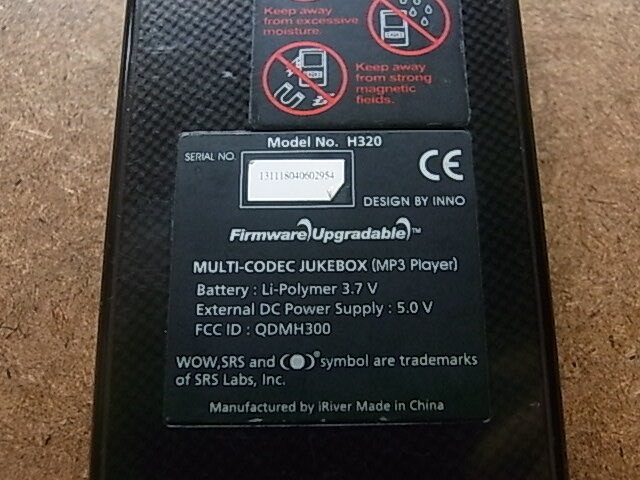 Keep away
from excessive
moisture.
Keep away
from strong
magnetic
fields.
Model No. H320
SERIAL NO.
131118040602954
CE
DESIGN BY INNO
Firmware Upgradable™
MULTI-CODEC JUKEBOX (MP3 Player)
Battery : Li-Polymer 3.7 V
External DC Power Supply : 5.0 V
FCC ID : QDMH300
WOW,SRS and ® symbol are trademarks
of SRS Labs, Inc.
Manufactured by iRiver Made in China